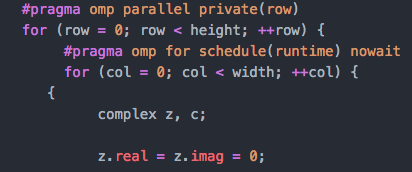 #pragma omp parallel private(row)
for (row = 0; row < height; ++row) {
#pragma omp for schedule(runtime) nowait
for (col = 0; col < width; ++col) {
{
complex z, c;
z.real = z.imag = 0;